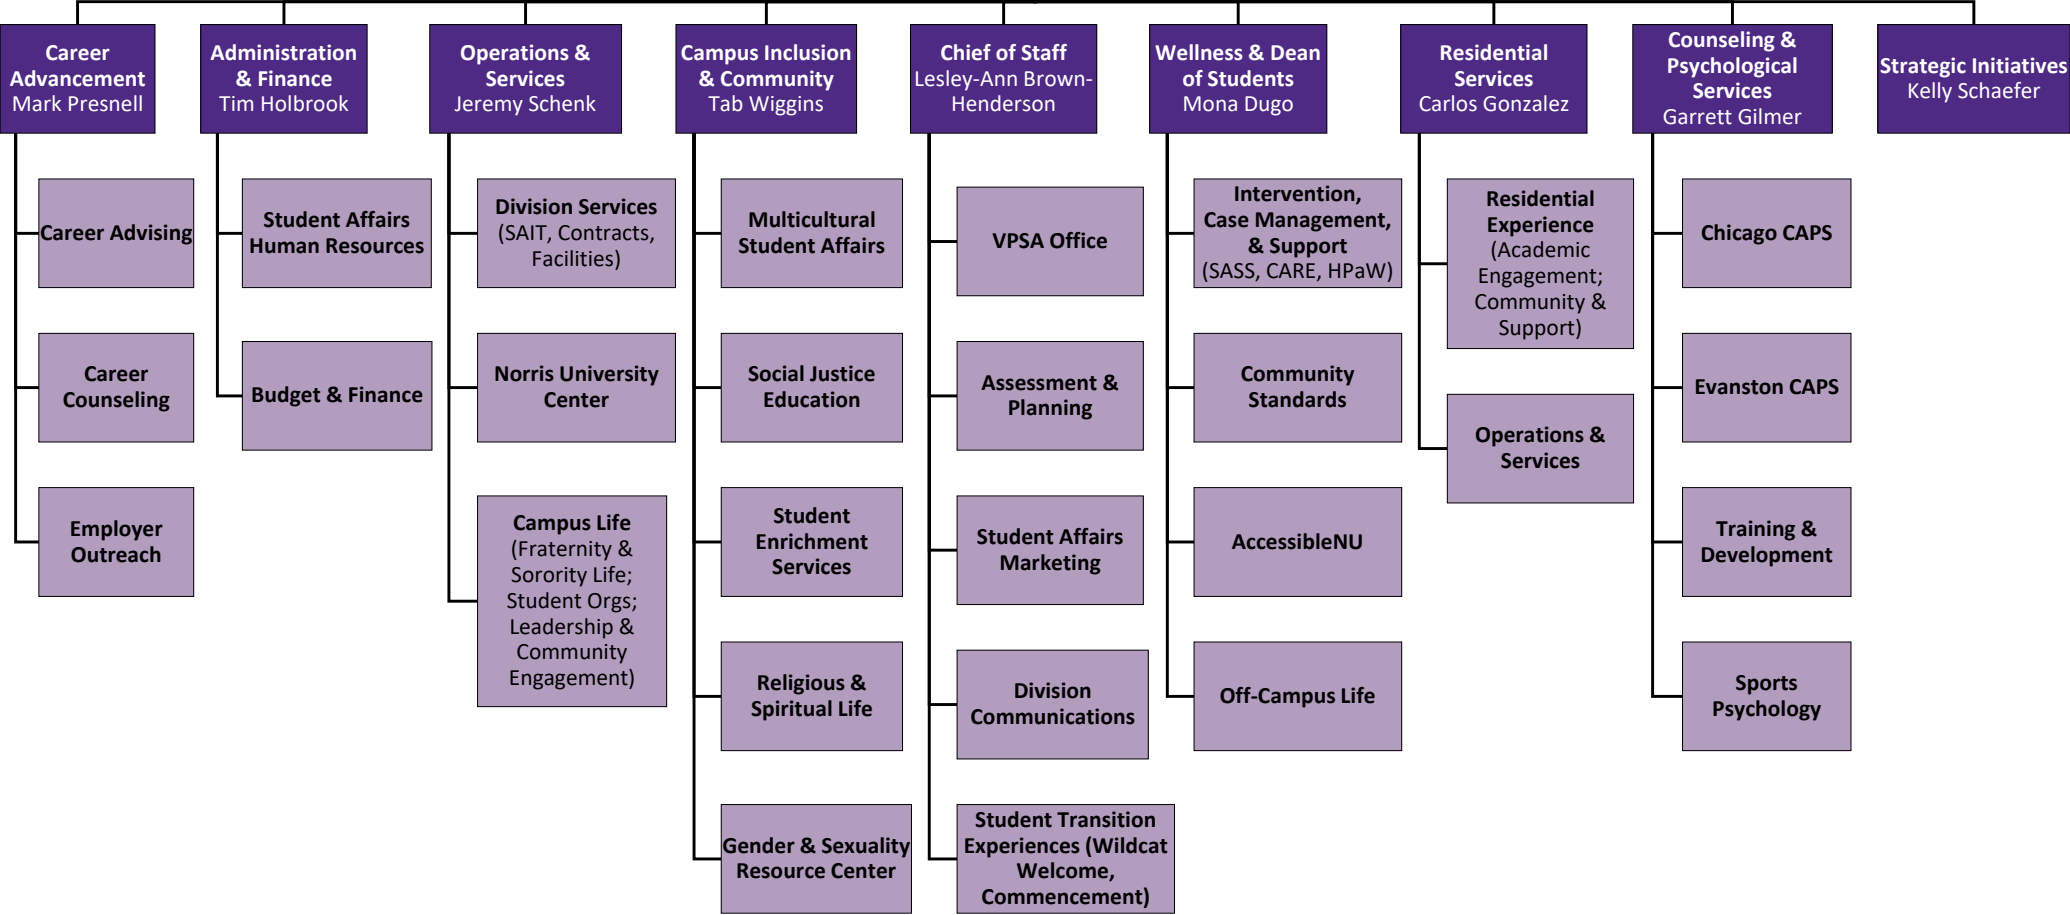 Career
Advancement
Mark Presnell
Administration
& Finance
Tim Holbrook
Operations &
Services
Jeremy Schenk
Campus Inclusion
& Community
Tab Wiggins
Chief of Staff
Lesley-Ann Brown-
Henderson
Wellness & Dean
of Students
Mona Dugo
Residential
Services
Carlos Gonzalez
Counseling &
Psychological
Services
Garrett Gilmer
Strategic Initiatives
Kelly Schaefer
Career Advising
Career
Counseling
Employer
Outreach
Student Affairs
Human Resources
Budget & Finance
Division Services
(SAIT, Contracts,
Facilities)
Norris University
Center
Campus Life
(Fraternity &
Sorority Life;
Student Orgs;
Leadership &
Community
Engagement)
Multicultural
Student Affairs
Social Justice
Education
Student
Enrichment
Services
Religious &
Spiritual Life
Gender & Sexuality
Resource Center
VPSA Office
Assessment &
Planning
Student Affairs
Marketing
Division
Communications
Student Transition
Experiences (Wildcat
Welcome,
Commencement)
Intervention,
Case Management,
& Support
(SASS, CARE, HPaW)
Community
Standards
AccessibleNU
Off-Campus Life
Residential
Experience
(Academic
Engagement;
Community &
Support)
Operations &
Services
Chicago CAPS
Evanston CAPS
Training &
Development
Sports
Psychology